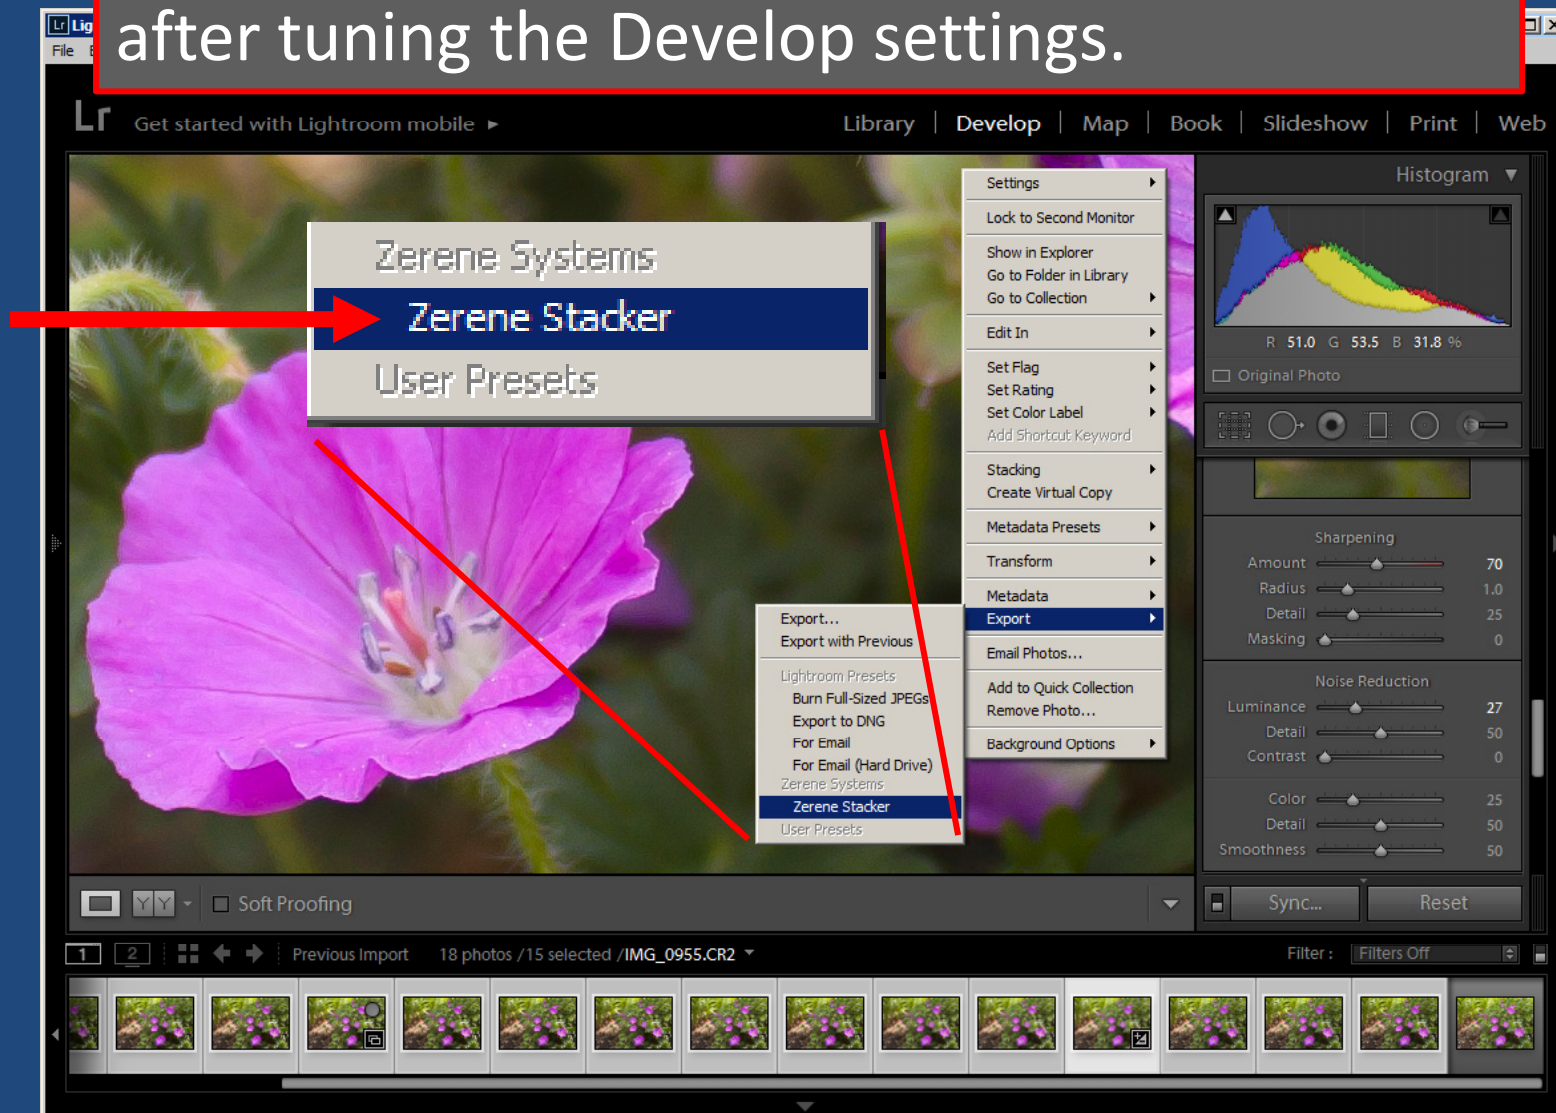 after tuning the Develop settings.
Lr Lig
File
Lr Get started with Lightroom mobile
Library | Develop | Map | Book | Slideshow | Print | Web
Histogram
R 51.0 G 53.5 B 31.8 %
Original Photo
Zerene Systems
Zerene Stacker
User Presets
Settings
Lock to Second Monitor
Show in Explorer
Go to Folder in Library
Go to Collection
Edit In
Set Flag
Set Rating
Set Color Label
Add Shortcut Keyword
Stacking
Create Virtual Copy
Metadata Presets
Transform
Metadata
Export
Email Photos...
Add to Quick Collection
Remove Photo...
Background Options
Export...
Export with Previous
Lightroom Presets
Burn Full-Sized JPEGs
Export to DNG
For Email
For Email (Hard Drive)
Zerene Systems
Zerene Stacker
User Presets
Sharpening
Amount 70
Radius 1.0
Detail 25
Masking 0
Noise Reduction
Luminance 27
Detail 50
Contrast 0
Color 25
Detail 50
Smoothness 50
Sync... Reset
Y Y Soft Proofing
1 2 Previous Import 18 photos /15 selected /IMG_0955.CR2
Filter : Filters Off